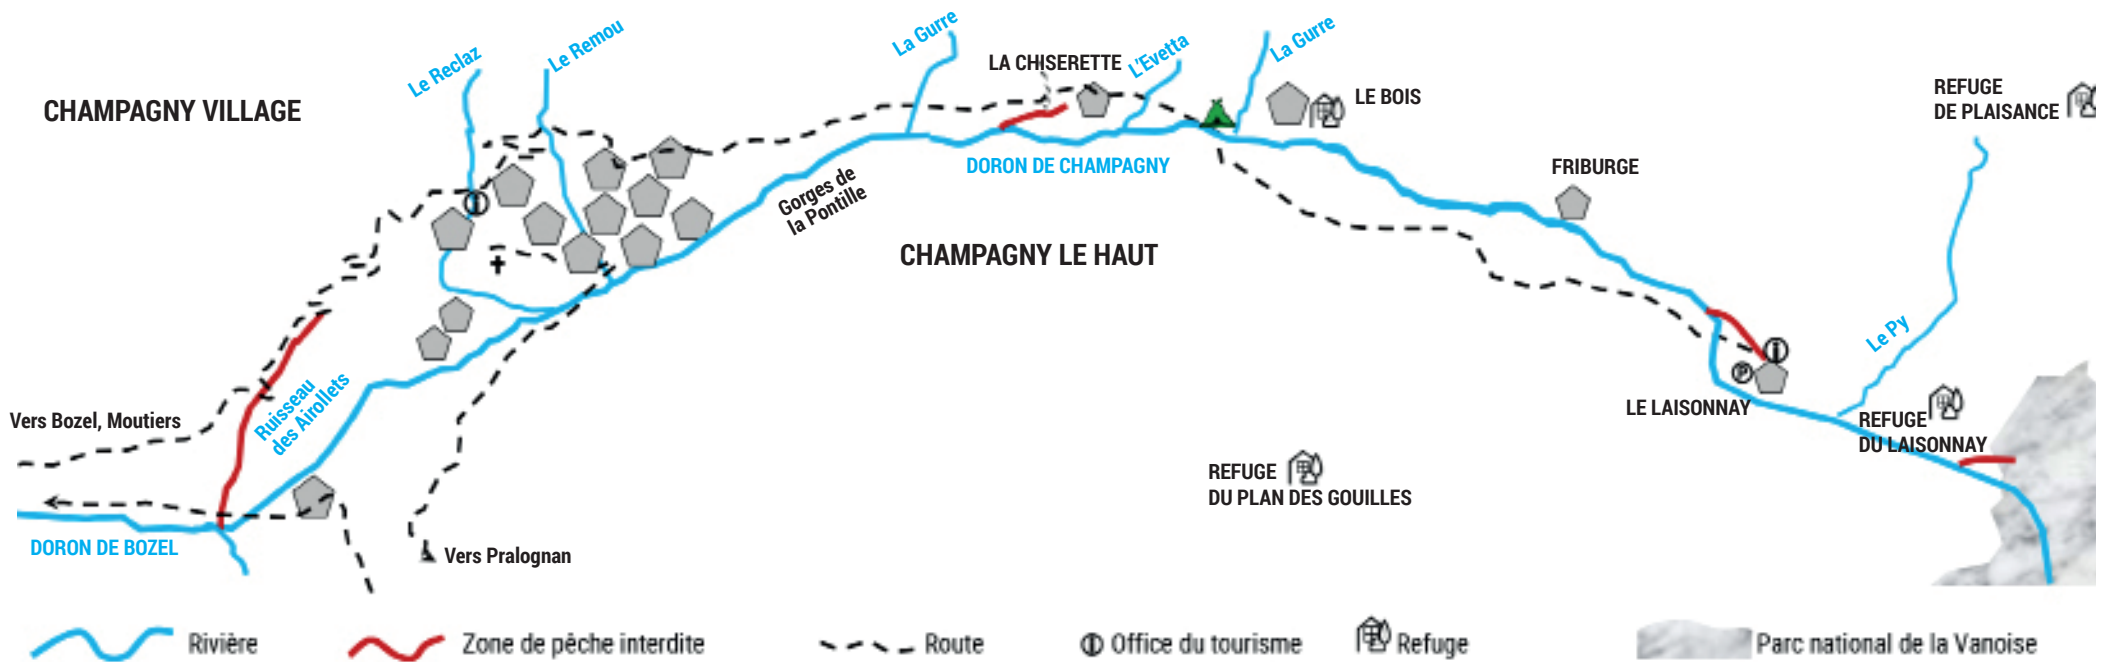 Le Reclaz
Le Remou
La Gurre
LA CHISERETTE
L'Evetta
La Gurre
LE BOIS
REFUGE
DE PLAISANCE
CHAMPAGNY VILLAGE
DORON DE CHAMPAGNY
FRIBURGE
Gorges de
la Pontille
CHAMPAGNY LE HAUT
Le Py
P
LE LAISONNAY
REFUGE
DU LAISONNAY
Vers Bozel, Moutiers
Ruisseau
des Airollets
REFUGE
DU PLAN DES GOUILLES
DORON DE BOZEL
Vers Pralognan
Rivière
Zone de pêche interdite
Route
Office du tourisme
Refuge
Parc national de la Vanoise